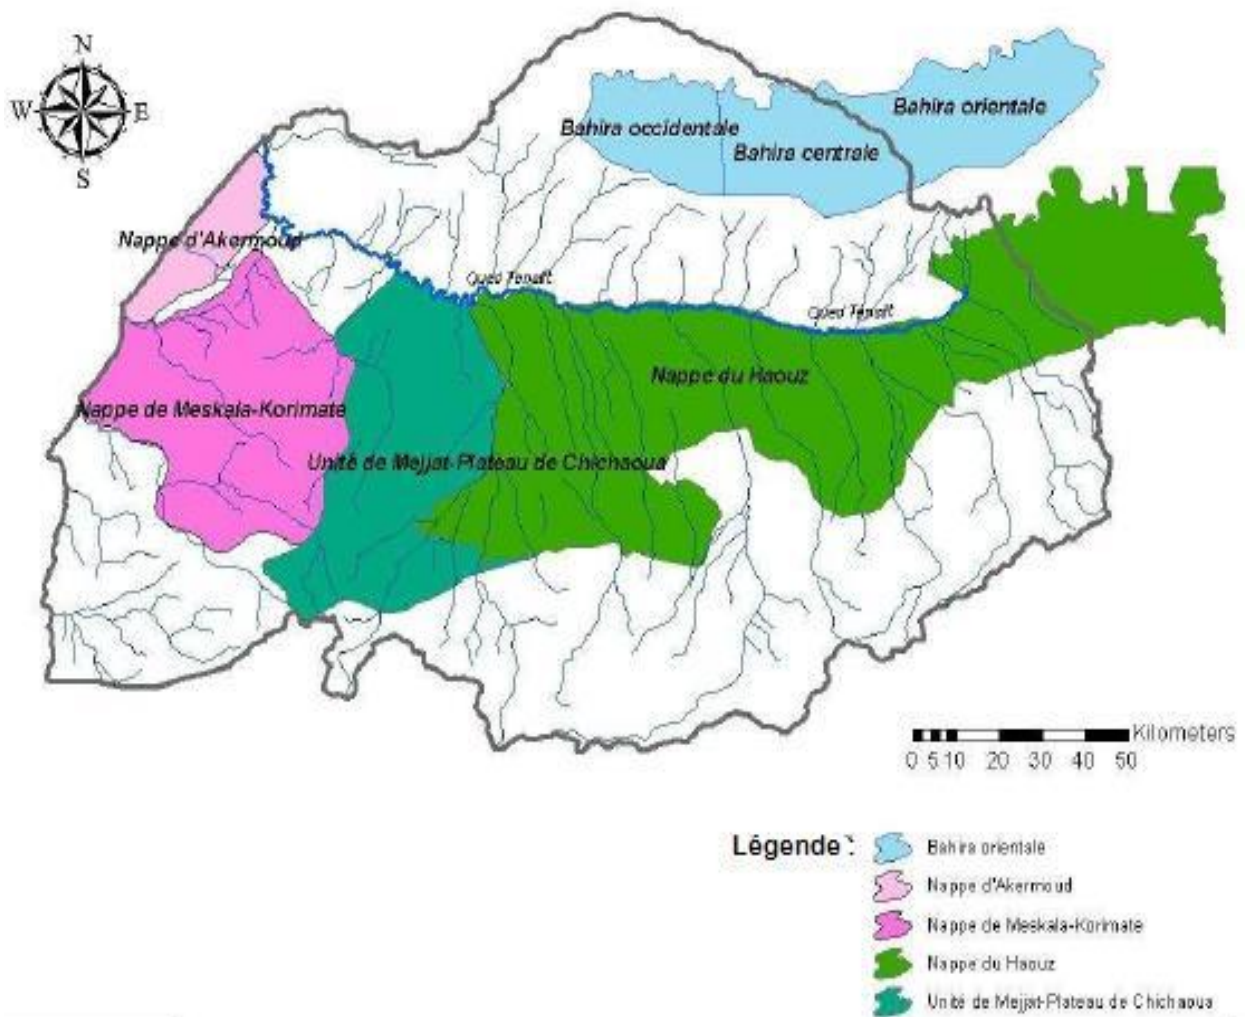 N
W E
S
Bahira orientale
Bahira occidentale
Bahira centrale
Nappe d'Akermoud
Oued Tensift
Oued Tensift
Nappe du Haouz
Nappe de Meskala-Korimate
Unité de Mejjat-Plateau de Chichaoua
Kilometers
0 5 10 20 30 40 50
Légende :
Bahira orientale
Nappe d'Akermoud
Nappe de Meskala-Korimate
Nappe du Haouz
Unité de Mejjat-Plateau de Chichaoua